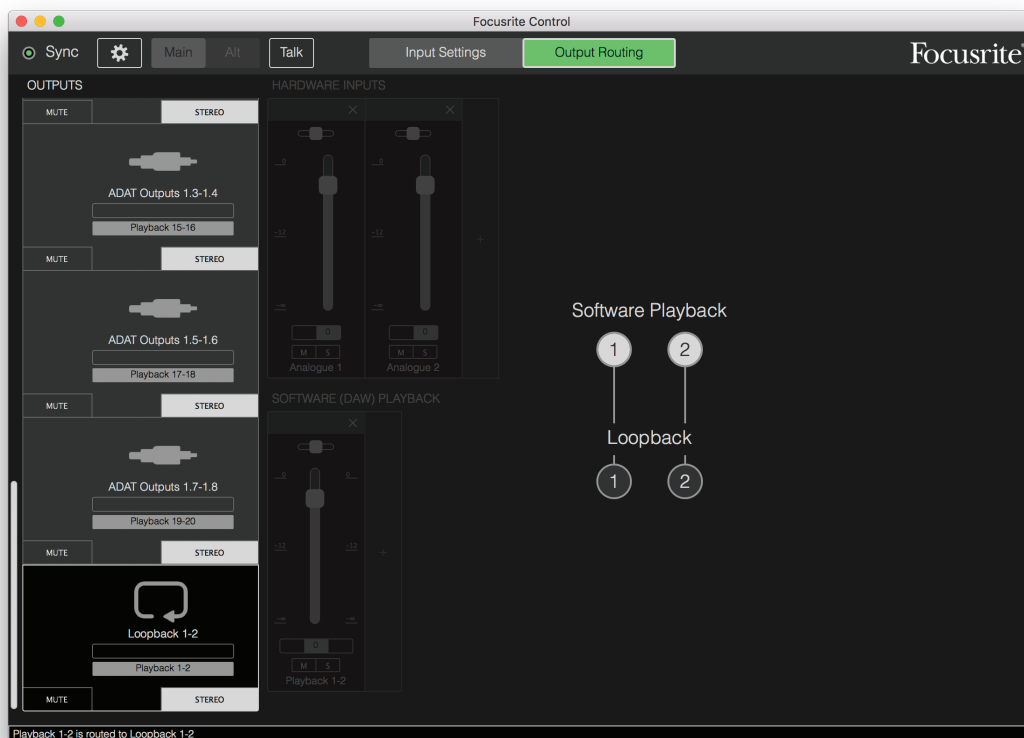 Focusrite Control
Sync
Main
Alt
Talk
Input Settings
Output Routing
Focusrite
OUTPUTS
MUTE
STEREO
ADAT Outputs 1.3-1.4
Playback 15-16
MUTE
STEREO
ADAT Outputs 1.5-1.6
Playback 17-18
MUTE
STEREO
ADAT Outputs 1.7-1.8
Playback 19-20
MUTE
STEREO
Loopback 1-2
Playback 1-2
MUTE
STEREO
HARDWARE INPUTS
0
0
-12
-12
-∞
-∞
0
0
M S
M S
Analogue 1
Analogue 2
+
SOFTWARE (DAW) PLAYBACK
0
0
-12
-12
-∞
-∞
0
M S
Playback 1-2
+
Software Playback
1 2
Loopback
1 2
Playback 1-2 is routed to Loopback 1-2